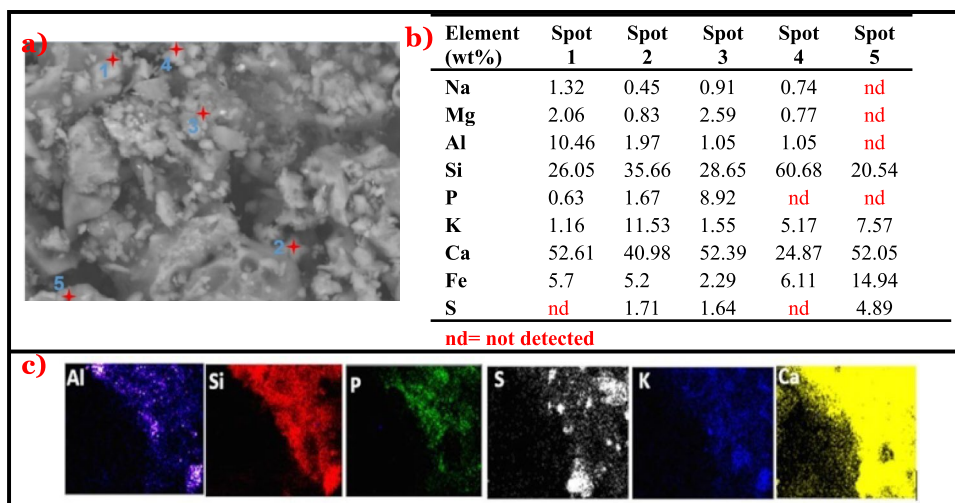 a)
1
4
3
2
5
b)
Element (wt%) Spot 1 Spot 2 Spot 3 Spot 4 Spot 5
Na 1.32 0.45 0.91 0.74 nd
Mg 2.06 0.83 2.59 0.77 nd
Al 10.46 1.97 1.05 1.05 nd
Si 26.05 35.66 28.65 60.68 20.54
P 0.63 1.67 8.92 nd nd
K 1.16 11.53 1.55 5.17 7.57
Ca 52.61 40.98 52.39 24.87 52.05
Fe 5.7 5.2 2.29 6.11 14.94
S nd 1.71 1.64 nd 4.89
nd= not detected
c)
Al Si P S K Ca